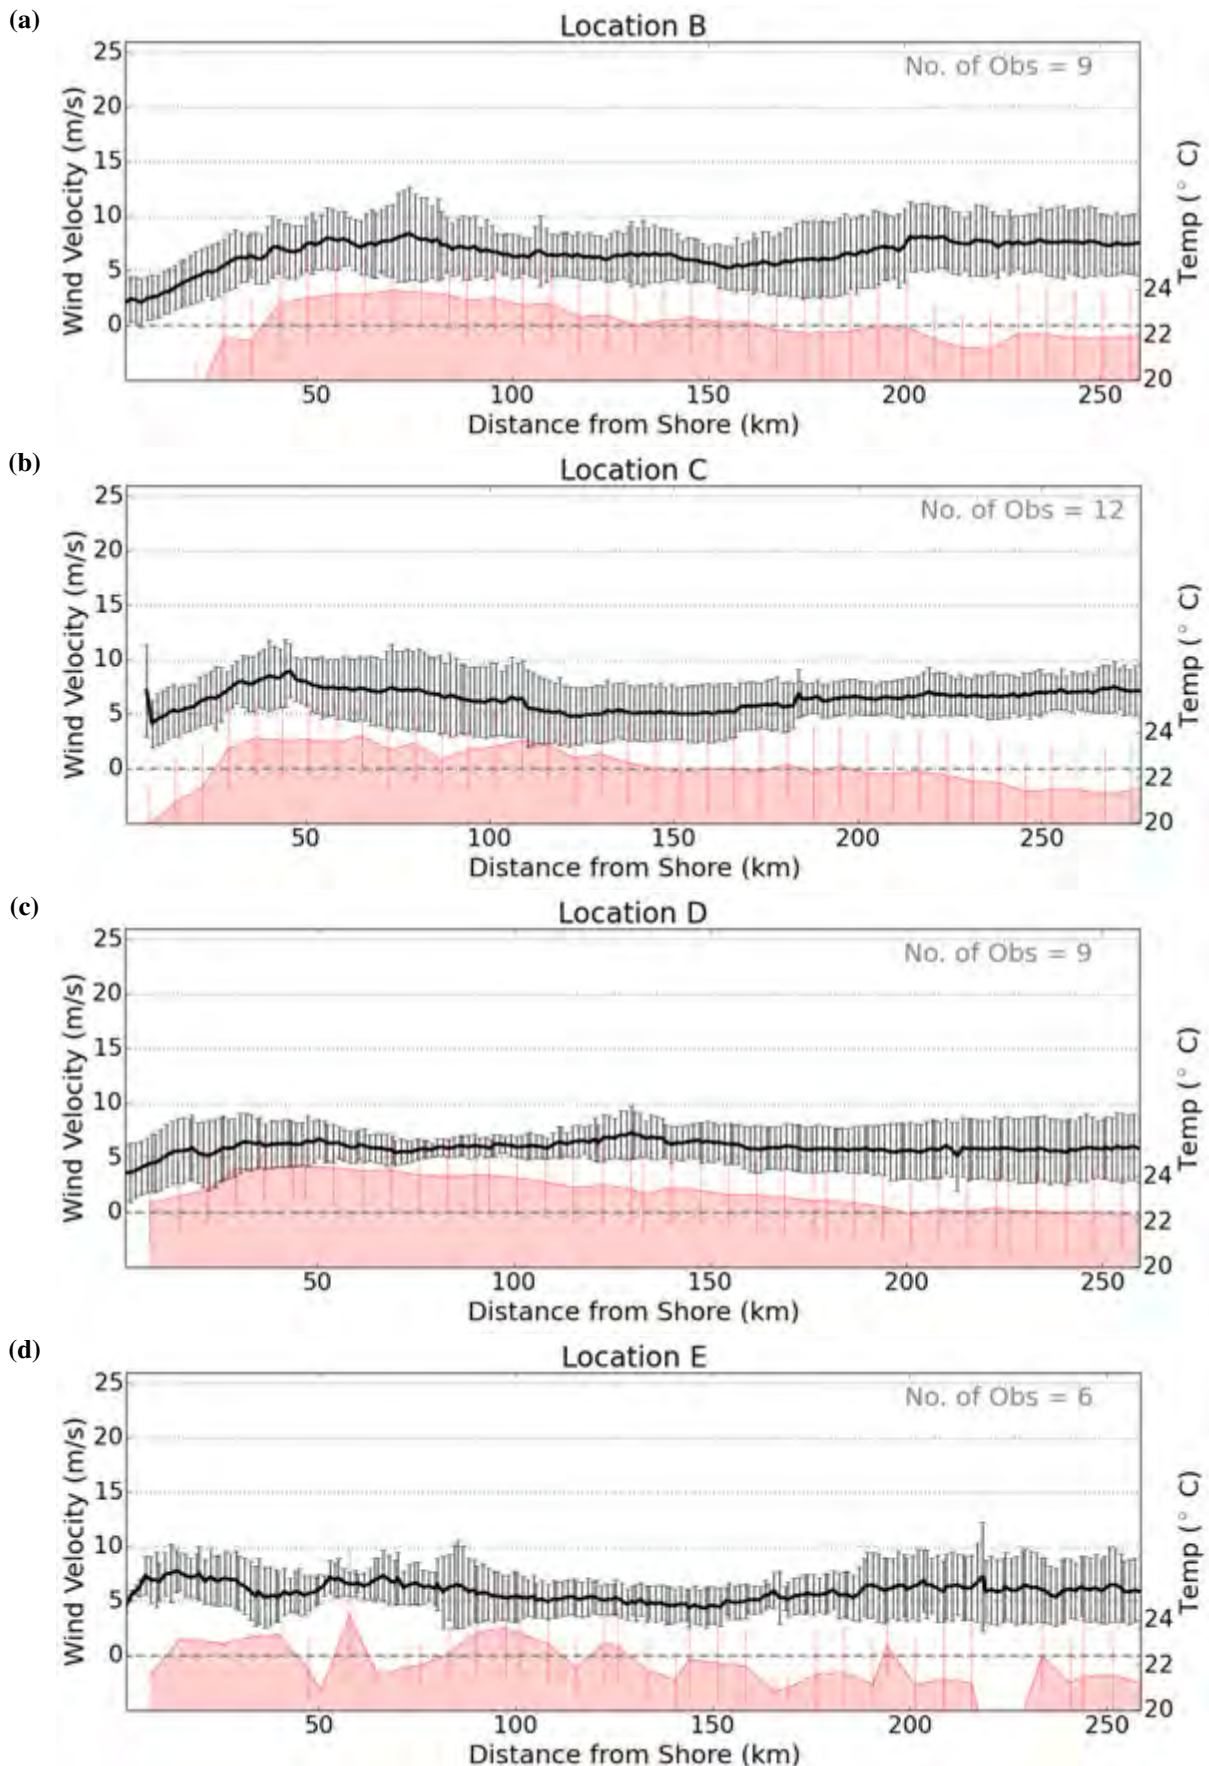 (a)
Location B
No. of Obs = 9
25
20
15
10
5
0
Wind Velocity (m/s)
24
22
20
Temp (° C)
50 100 150 200 250
Distance from Shore (km)
(b)
Location C
No. of Obs = 12
25
20
15
10
5
0
Wind Velocity (m/s)
24
22
20
Temp (° C)
50 100 150 200 250
Distance from Shore (km)
(c)
Location D
No. of Obs = 9
25
20
15
10
5
0
Wind Velocity (m/s)
24
22
20
Temp (° C)
50 100 150 200 250
Distance from Shore (km)
(d)
Location E
No. of Obs = 6
25
20
15
10
5
0
Wind Velocity (m/s)
24
22
20
Temp (° C)
50 100 150 200 250
Distance from Shore (km)